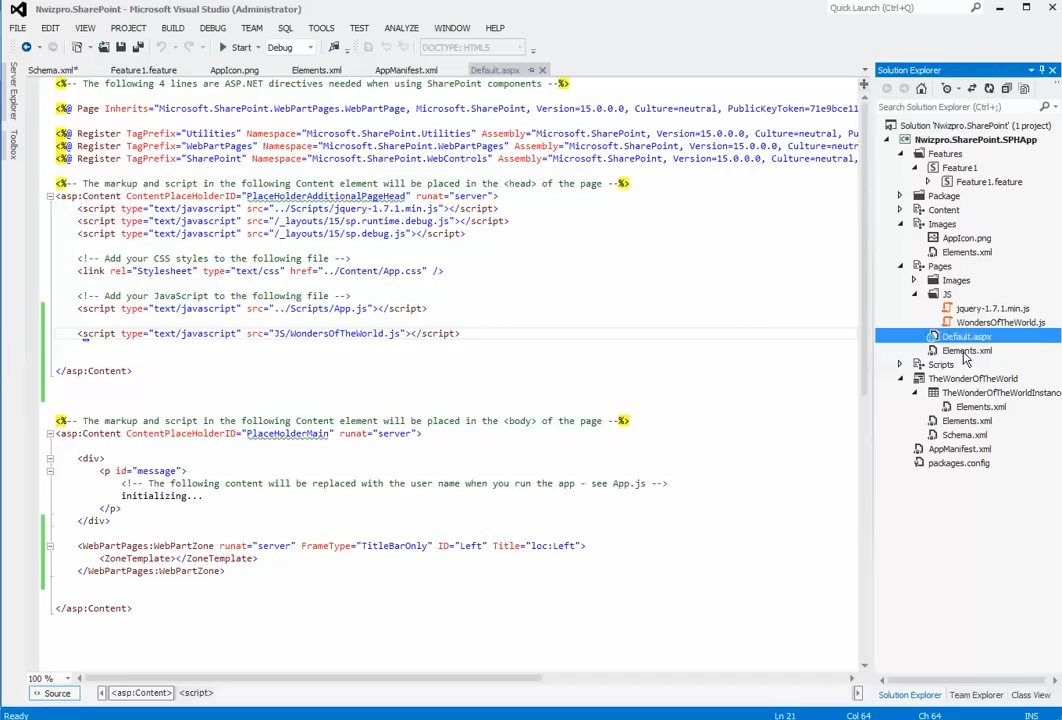 Nwizpro.SharePoint - Microsoft Visual Studio (Administrator)
Quick Launch (Ctrl+Q)
FILE EDIT VIEW PROJECT BUILD DEBUG TEAM SQL TOOLS TEST ANALYZE WINDOW HELP
Start Debug DOCTYPE: HTML5
Schema.xml* Feature1.feature AppIcon.png Elements.xml AppManifest.xml Default.aspx
Server Explorer
Toolbox
<%-- The following 4 lines are ASP.NET directives needed when using SharePoint components --%>
<%@ Page Inherits="Microsoft.SharePoint.WebPartPages.WebPartPage, Microsoft.SharePoint, Version=15.0.0.0, Culture=neutral, PublicKeyToken=71e9bce11
<%@ Register TagPrefix="Utilities" Namespace="Microsoft.SharePoint.Utilities" Assembly="Microsoft.SharePoint, Version=15.0.0.0, Culture=neutral, Pu
<%@ Register TagPrefix="WebPartPages" Namespace="Microsoft.SharePoint.WebPartPages" Assembly="Microsoft.SharePoint, Version=15.0.0.0, Culture=neutr
<%@ Register TagPrefix="SharePoint" Namespace="Microsoft.SharePoint.WebControls" Assembly="Microsoft.SharePoint, Version=15.0.0.0, Culture=neutral,
<%-- The markup and script in the following Content element will be placed in the <head> of the page --%>
<asp:Content ContentPlaceHolderID="PlaceHolderAdditionalPageHead" runat="server">
<script type="text/javascript" src="../Scripts/jquery-1.7.1.min.js"></script>
<script type="text/javascript" src="/_layouts/15/sp.runtime.debug.js"></script>
<script type="text/javascript" src="/_layouts/15/sp.debug.js"></script>
<!-- Add your CSS styles to the following file -->
<link rel="Stylesheet" type="text/css" href="../Content/App.css" />
<!-- Add your JavaScript to the following file -->
<script type="text/javascript" src="../Scripts/App.js"></script>
<script type="text/javascript" src="JS/WondersOfTheWorld.js"></script>
</asp:Content>
<%-- The markup and script in the following Content element will be placed in the <body> of the page --%>
<asp:Content ContentPlaceHolderID="PlaceHolderMain" runat="server">
<div>
<p id="message">
<!-- The following content will be replaced with the user name when you run the app - see App.js -->
initializing...
</p>
</div>
<WebPartPages:WebPartZone runat="server" FrameType="TitleBarOnly" ID="Left" Title="loc:Left">
<ZoneTemplate></ZoneTemplate>
</WebPartPages:WebPartZone>
</asp:Content>
100 %
Source <asp:Content> <script>
Solution Explorer
Search Solution Explorer (Ctrl+;)
Solution 'Nwizpro.SharePoint' (1 project)
Nwizpro.SharePoint.SPHApp
Features
Feature1
Feature1.feature
Package
Content
Images
AppIcon.png
Elements.xml
Pages
Images
JS
jquery-1.7.1.min.js
WondersOfTheWorld.js
Default.aspx
Elements.xml
Scripts
TheWonderOfTheWorld
TheWonderOfTheWorldInstanc
Elements.xml
Elements.xml
Schema.xml
AppManifest.xml
packages.config
Solution Explorer Team Explorer Class View
Ready Ln 21 Col 64 Ch 64 INS